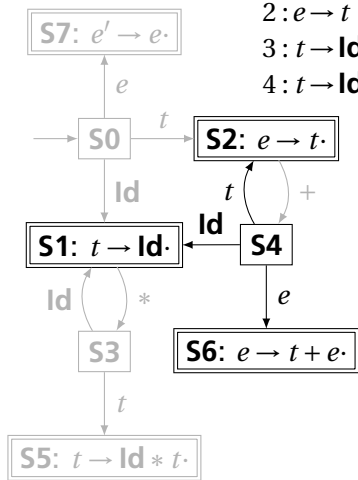 2 : e → t
S7: e′ → e·
3 : t → Id
4 : t → Id
e
t
S0
S2: e → t·
Id
t
+
Id
S1: t → Id·
S4
Id
*
e
S3
S6: e → t + e·
t
S5: t → Id * t·